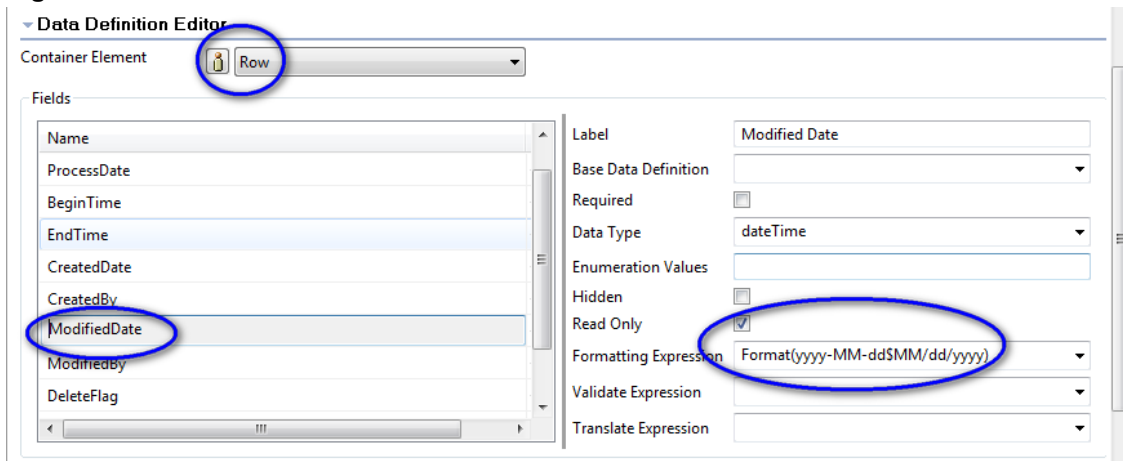 Data Definition Editor
Container Element Row
Fields
Name
ProcessDate
BeginTime
EndTime
CreatedDate
CreatedBy
ModifiedDate
ModifiedBy
DeleteFlag
Label Modified Date
Base Data Definition
Required
Data Type dateTime
Enumeration Values
Hidden
Read Only
Formatting Expression Format(yyyy-MM-dd$MM/dd/yyyy)
Validate Expression
Translate Expression